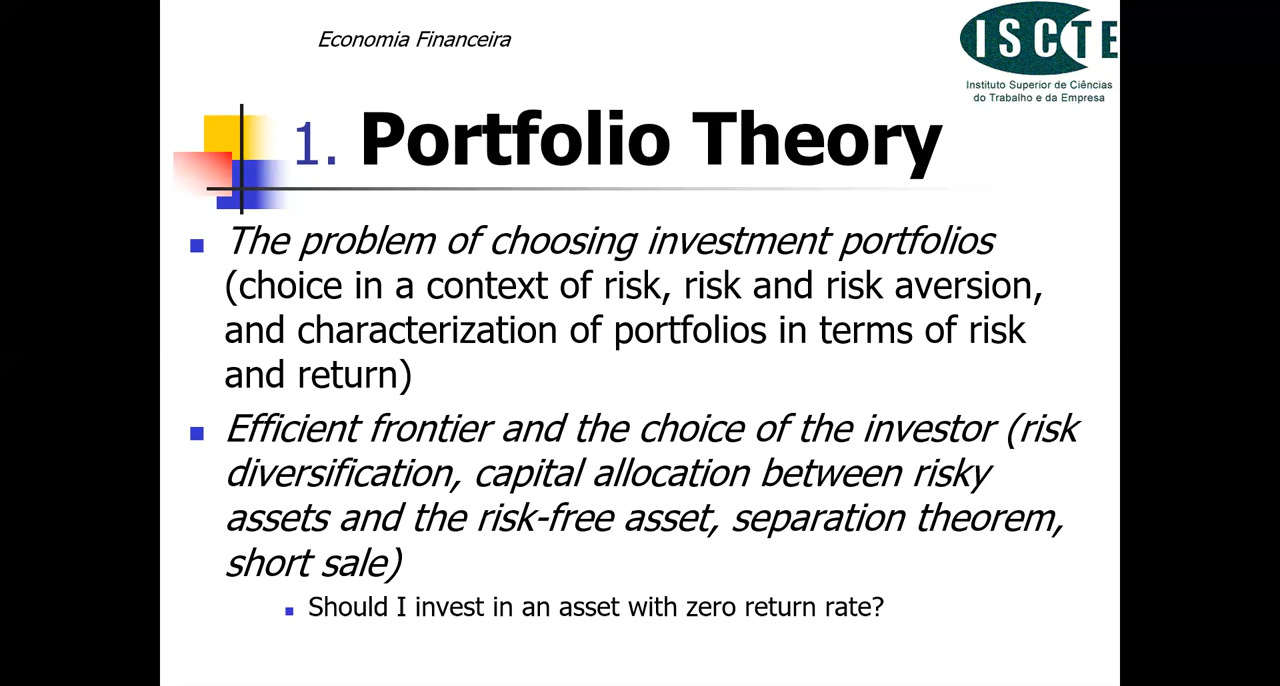 Economia Financeira
ISCTE
Instituto Superior de Ciências
do Trabalho e da Empresa
1. Portfolio Theory
The problem of choosing investment portfolios
(choice in a context of risk, risk and risk aversion,
and characterization of portfolios in terms of risk
and return)
Efficient frontier and the choice of the investor (risk
diversification, capital allocation between risky
assets and the risk-free asset, separation theorem,
short sale)
Should I invest in an asset with zero return rate?